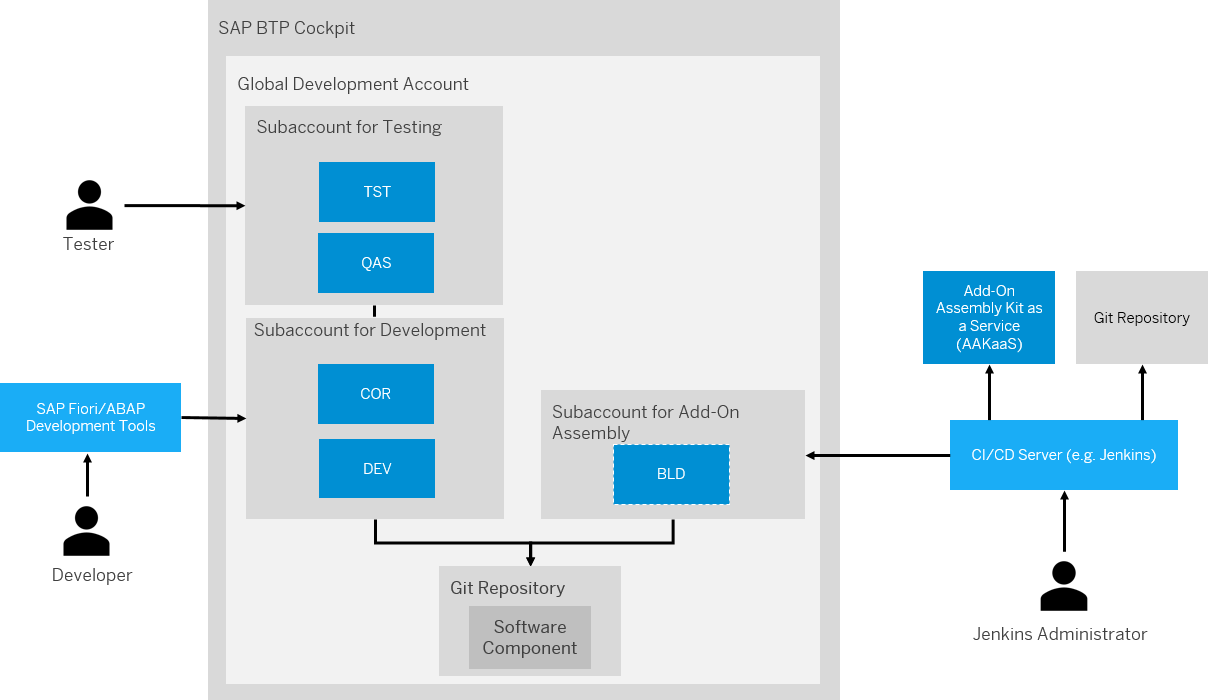 SAP BTP Cockpit
Global Development Account
Subaccount for Testing
TST
QAS
Tester
Subaccount for Development
COR
DEV
SAP Fiori/ABAP
Development Tools
Developer
Subaccount for Add-On
Assembly
BLD
Git Repository
Software
Component
Add-On
Assembly Kit as
a Service
(AAKaaS)
Git Repository
CI/CD Server (e.g. Jenkins)
Jenkins Administrator